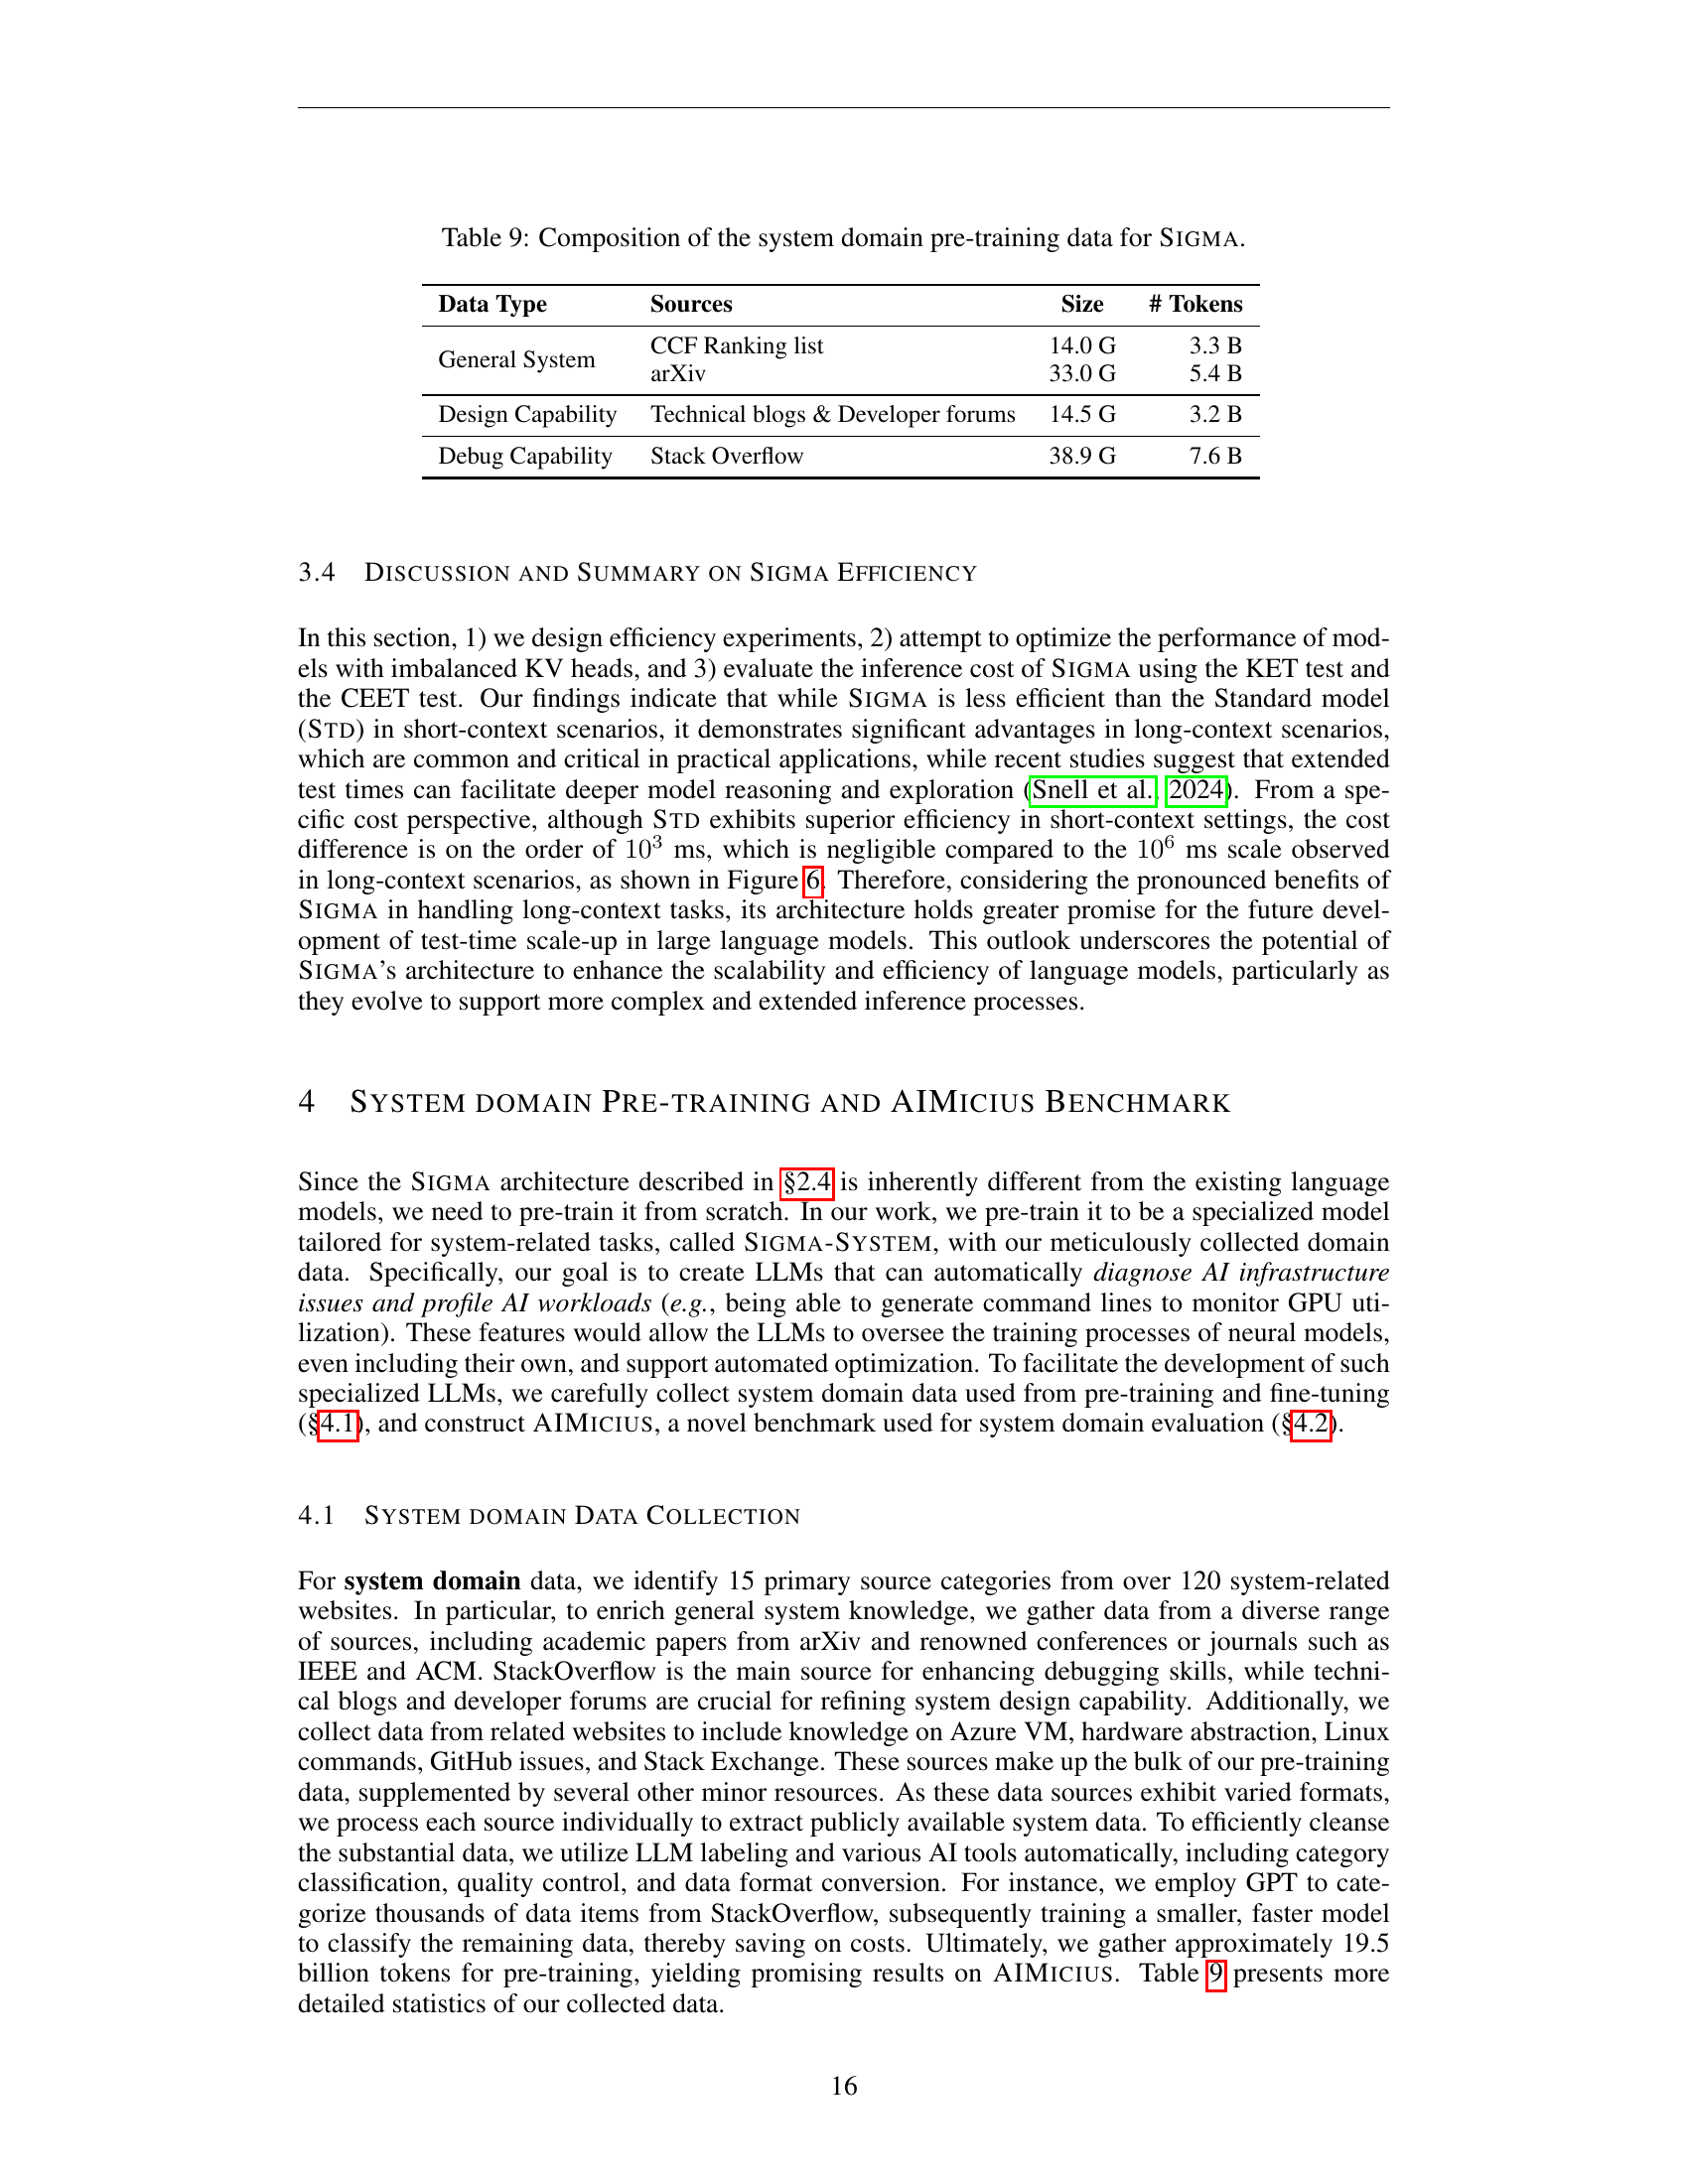 Table 9: Composition of the system domain pre-training data for SIGMA.
Data Type Sources Size # Tokens
General System CCF Ranking list 14.0 G 3.3 B
arXiv 33.0 G 5.4 B
Design Capability Technical blogs & Developer forums 14.5 G 3.2 B
Debug Capability Stack Overflow 38.9 G 7.6 B
3.4 DISCUSSION AND SUMMARY ON SIGMA EFFICIENCY
In this section, 1) we design efficiency experiments, 2) attempt to optimize the performance of mod-
els with imbalanced KV heads, and 3) evaluate the inference cost of SIGMA using the KET test and
the CEET test. Our findings indicate that while SIGMA is less efficient than the Standard model
(STD) in short-context scenarios, it demonstrates significant advantages in long-context scenarios,
which are common and critical in practical applications, while recent studies suggest that extended
test times can facilitate deeper model reasoning and exploration (Snell et al., 2024). From a spe-
cific cost perspective, although STD exhibits superior efficiency in short-context settings, the cost
difference is on the order of 10³ ms, which is negligible compared to the 10⁶ ms scale observed
in long-context scenarios, as shown in Figure 6. Therefore, considering the pronounced benefits of
SIGMA in handling long-context tasks, its architecture holds greater promise for the future devel-
opment of test-time scale-up in large language models. This outlook underscores the potential of
SIGMA's architecture to enhance the scalability and efficiency of language models, particularly as
they evolve to support more complex and extended inference processes.
4 SYSTEM DOMAIN PRE-TRAINING AND AIMICIUS BENCHMARK
Since the SIGMA architecture described in §2.4 is inherently different from the existing language
models, we need to pre-train it from scratch. In our work, we pre-train it to be a specialized model
tailored for system-related tasks, called SIGMA-SYSTEM, with our meticulously collected domain
data. Specifically, our goal is to create LLMs that can automatically diagnose AI infrastructure
issues and profile AI workloads (e.g., being able to generate command lines to monitor GPU uti-
lization). These features would allow the LLMs to oversee the training processes of neural models,
even including their own, and support automated optimization. To facilitate the development of such
specialized LLMs, we carefully collect system domain data used from pre-training and fine-tuning
(§4.1), and construct AIMICIUS, a novel benchmark used for system domain evaluation (§4.2).
4.1 SYSTEM DOMAIN DATA COLLECTION
For system domain data, we identify 15 primary source categories from over 120 system-related
websites. In particular, to enrich general system knowledge, we gather data from a diverse range
of sources, including academic papers from arXiv and renowned conferences or journals such as
IEEE and ACM. StackOverflow is the main source for enhancing debugging skills, while techni-
cal blogs and developer forums are crucial for refining system design capability. Additionally, we
collect data from related websites to include knowledge on Azure VM, hardware abstraction, Linux
commands, GitHub issues, and Stack Exchange. These sources make up the bulk of our pre-training
data, supplemented by several other minor resources. As these data sources exhibit varied formats,
we process each source individually to extract publicly available system data. To efficiently cleanse
the substantial data, we utilize LLM labeling and various AI tools automatically, including category
classification, quality control, and data format conversion. For instance, we employ GPT to cate-
gorize thousands of data items from StackOverflow, subsequently training a smaller, faster model
to classify the remaining data, thereby saving on costs. Ultimately, we gather approximately 19.5
billion tokens for pre-training, yielding promising results on AIMICIUS. Table 9 presents more
detailed statistics of our collected data.
16